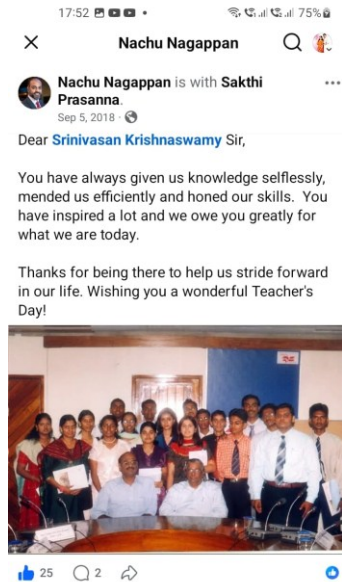 17:52
75%
Nachu Nagappan
Nachu Nagappan is with Sakthi
Prasanna.
Sep 5, 2018 ·
Dear Srinivasan Krishnaswamy Sir,
You have always given us knowledge selflessly,
mended us efficiently and honed our skills. You
have inspired a lot and we owe you greatly for
what we are today.
Thanks for being there to help us stride forward
in our life. Wishing you a wonderful Teacher's
Day!
25
2